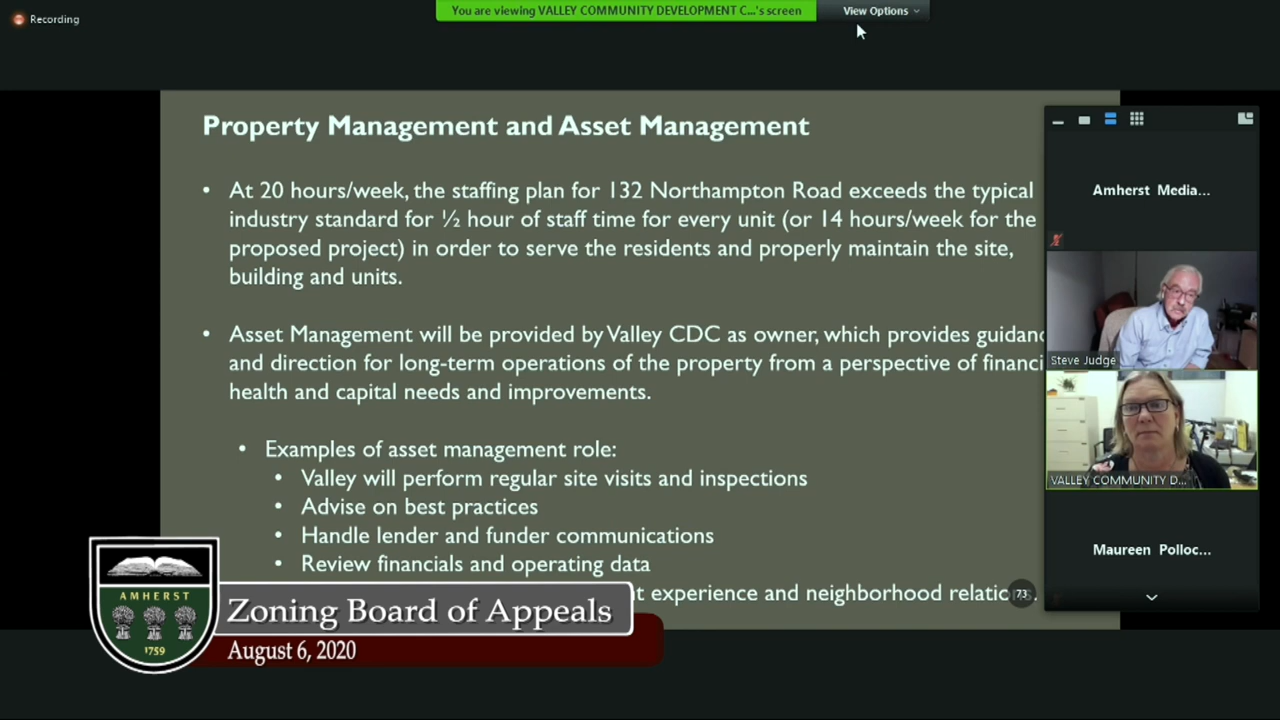 Recording
You are viewing VALLEY COMMUNITY DEVELOPMENT C...'s screen
View Options
Property Management and Asset Management
• At 20 hours/week, the staffing plan for 132 Northampton Road exceeds the typical
industry standard for ½ hour of staff time for every unit (or 14 hours/week for the
proposed project) in order to serve the residents and properly maintain the site,
building and units.
• Asset Management will be provided by Valley CDC as owner, which provides guidanc
and direction for long-term operations of the property from a perspective of financi
health and capital needs and improvements.
• Examples of asset management role:
• Valley will perform regular site visits and inspections
• Advise on best practices
• Handle lender and funder communications
• Review financials and operating data
t experience and neighborhood relations.
73
Amherst Media...
Steve Judge
VALLEY COMMUNITY D...
Maureen Polloc...
AMHERST
1759
Zoning Board of Appeals
August 6, 2020